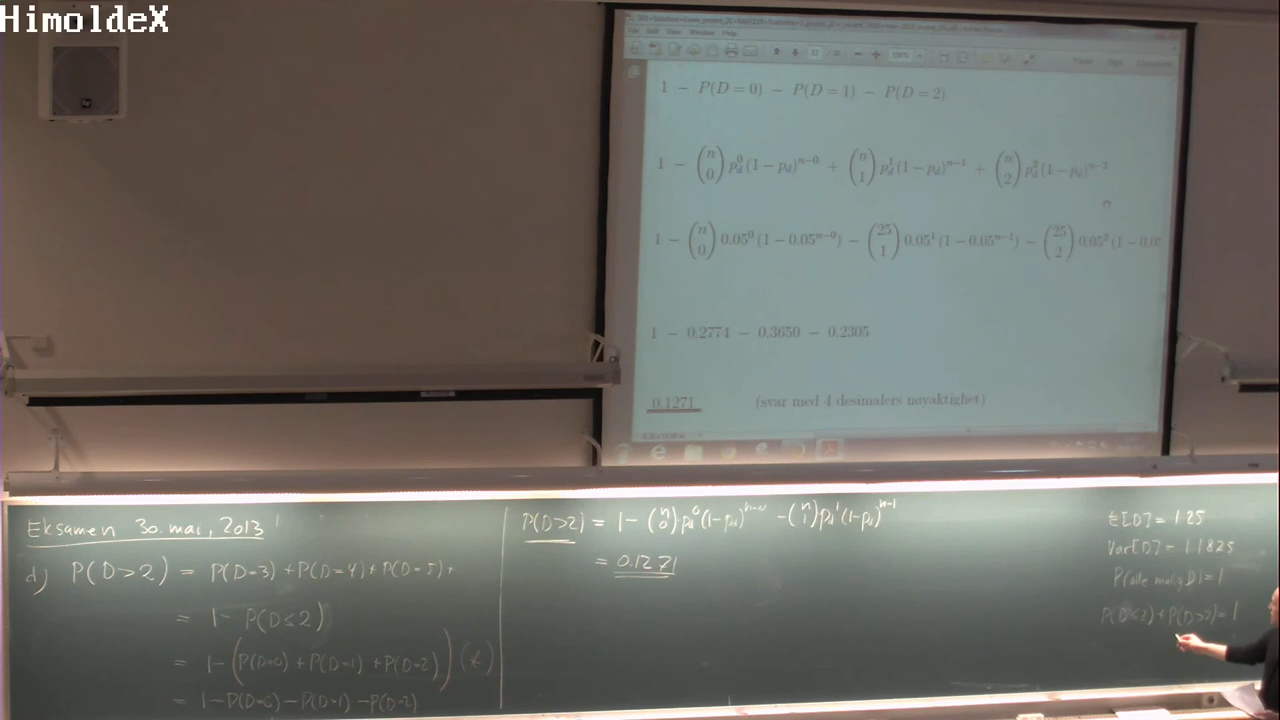 HimoldeX
1 − P(D = 0) − P(D = 1) − P(D = 2)
1 − (n 0) p_d^0 (1 − p_d)^{n−0} + (n 1) p_d^1 (1 − p_d)^{n−1} + (n 2) p_d^2 (1 − p_d)^{n−2}
1 − (n 0) 0.05^0 (1 − 0.05^{n−0}) − (25 1) 0.05^1 (1 − 0.05^{n−1}) − (25 2) 0.05^2 (1 − 0.05
1 − 0.2774 − 0.3650 − 0.2305
0.1271 (svar med 4 desimalers nøyaktighet)
Eksamen 30. mai, 2013
d) P(D>2) = P(D=3) + P(D=4) + P(D=5) +
= 1 − P(D≤2)
= 1 − (P(D=0) + P(D=1) + P(D=2)) (*)
= 1 − P(D=0) − P(D=1) − P(D=2)
P(D>2) = 1 − (n 0) p_d^0 (1−p_d)^{n−0} − (n 1) p_d^1 (1−p_d)^{n−1}
= 0.1271
E[D] = 1.25
Var[D] = 1.1825
P(alle mulig D) = 1
P(D≤2) + P(D>2) = 1